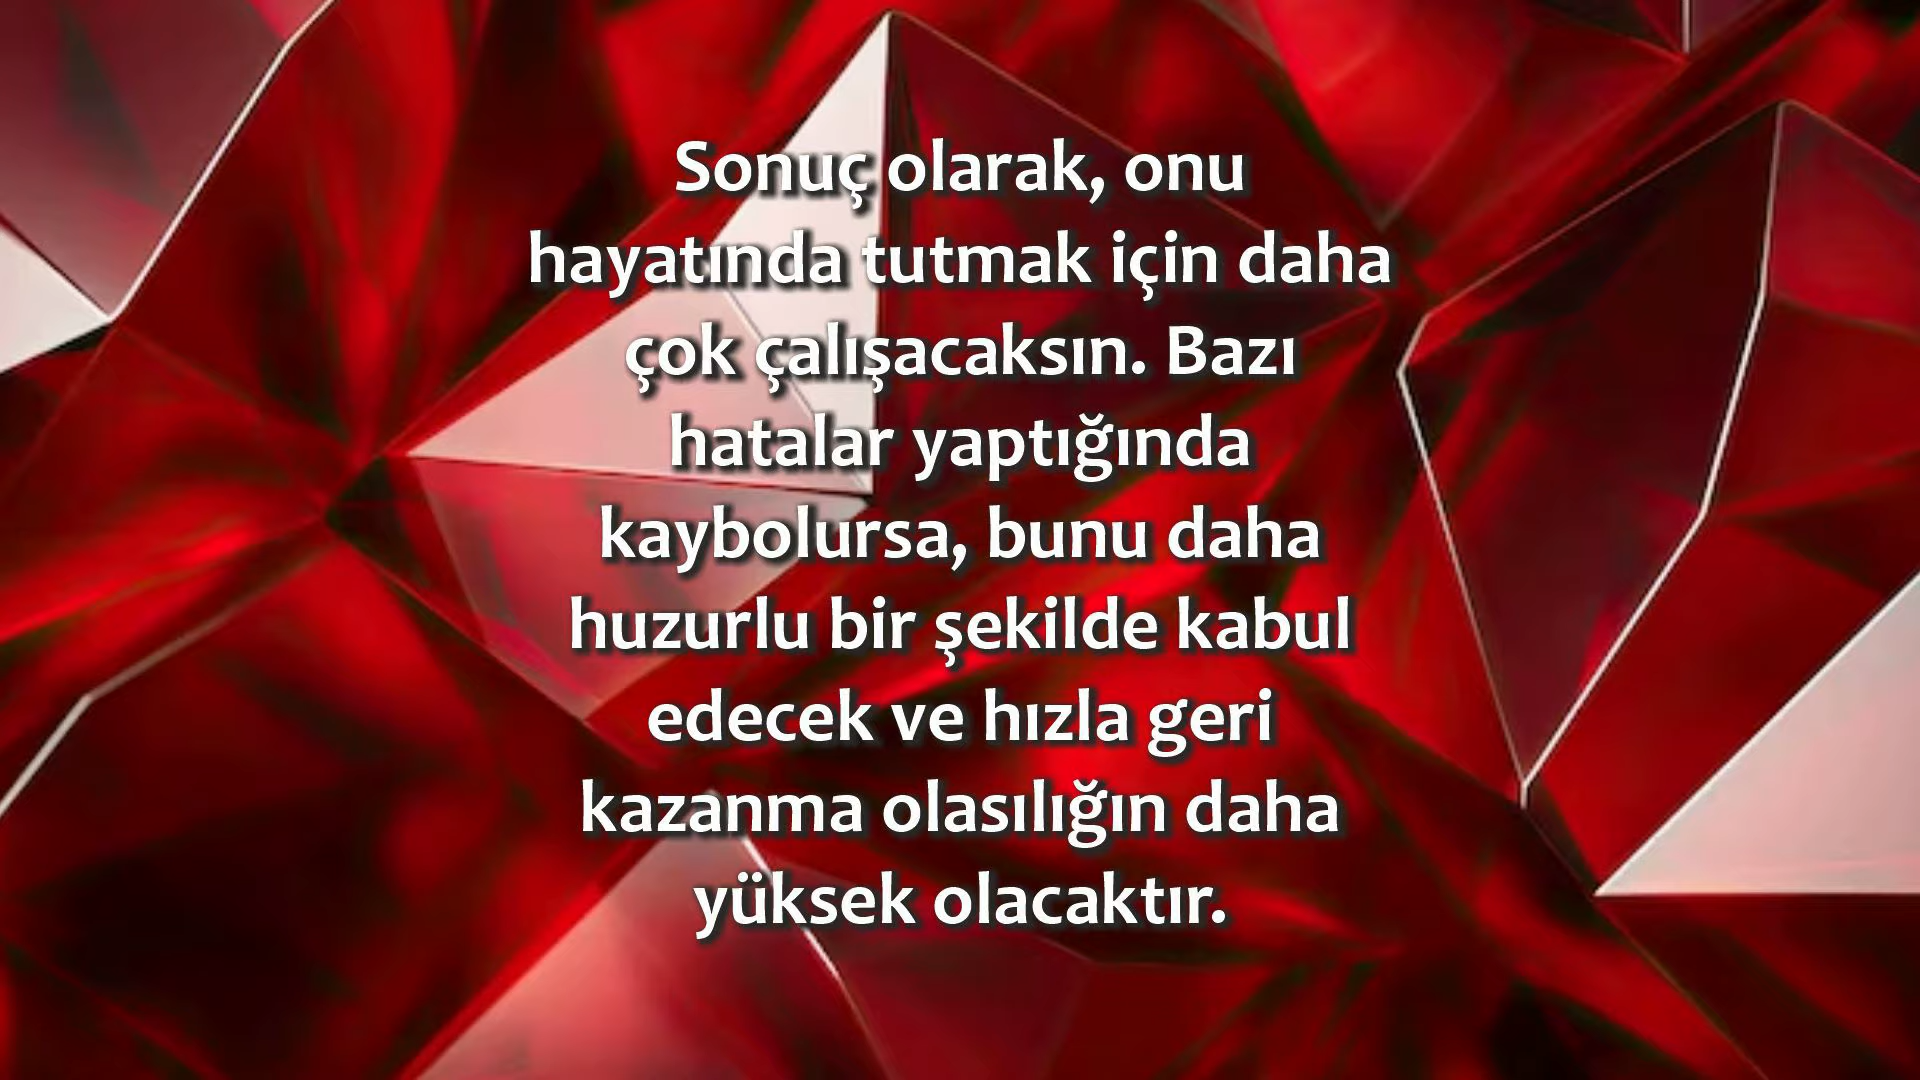 Sonuç olarak, onu
hayatında tutmak için daha
çok çalışacaksın. Bazı
hatalar yaptığında
kaybolursa, bunu daha
huzurlu bir şekilde kabul
edecek ve hızla geri
kazanma olasılığın daha
yüksek olacaktır.